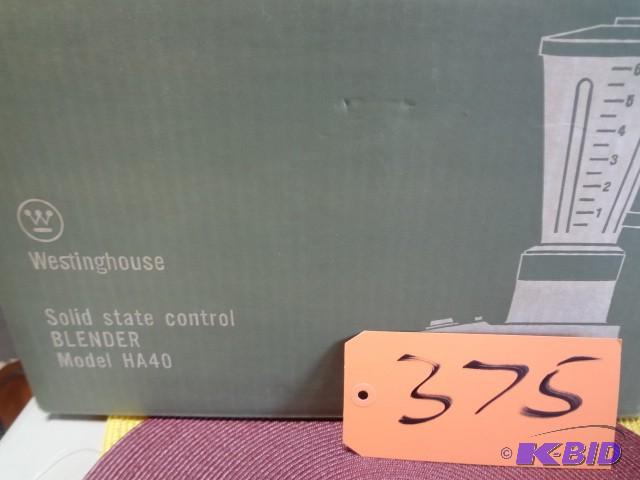 6
5
4
3
2
1
W
Westinghouse
Solid state control
BLENDER
Model HA40
375
© K-BID